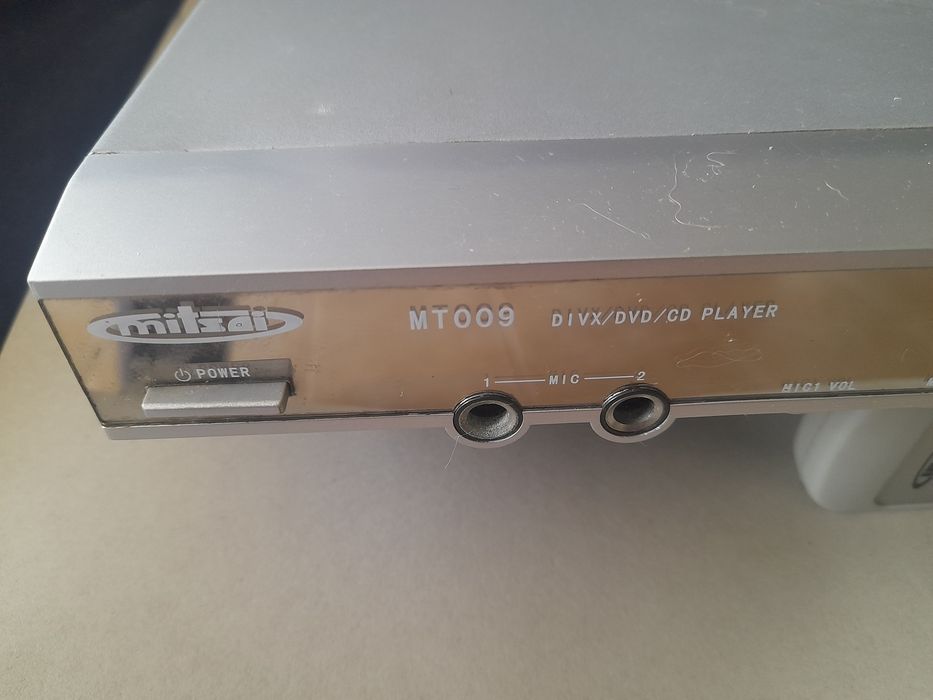 mitsai
MT009 DIVX/DVD/CD PLAYER
POWER
1 MIC 2
MIC1 VOL